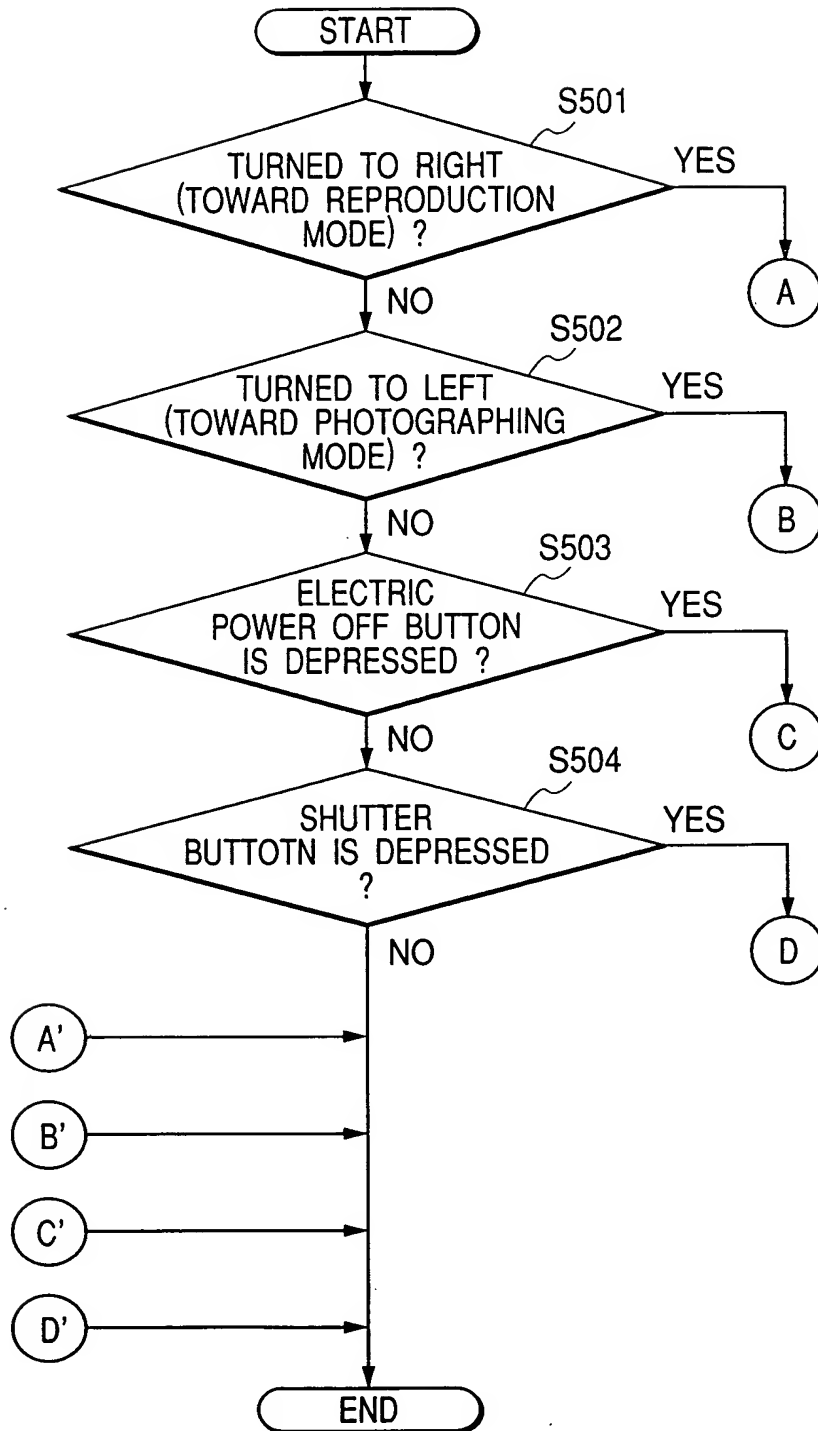 START
S501
TURNED TO RIGHT
(TOWARD REPRODUCTION
MODE) ?
YES
A
NO
S502
TURNED TO LEFT
(TOWARD PHOTOGRAPHING
MODE) ?
YES
B
NO
S503
ELECTRIC
POWER OFF BUTTON
IS DEPRESSED ?
YES
C
NO
S504
SHUTTER
BUTTOTN IS DEPRESSED
?
YES
D
NO
A'
B'
C'
D'
END